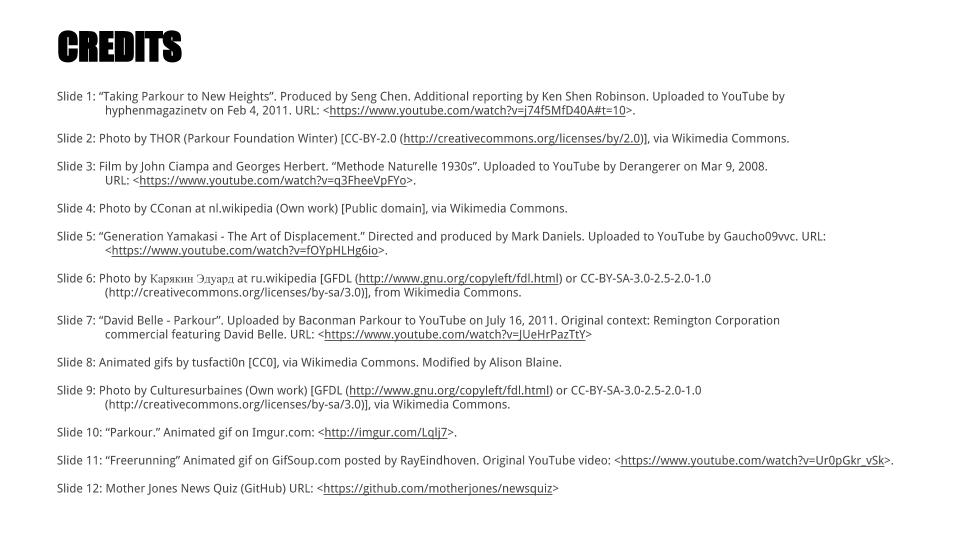 CREDITS
Slide 1: “Taking Parkour to New Heights”. Produced by Seng Chen. Additional reporting by Ken Shen Robinson. Uploaded to YouTube by
hyphenmagazinetv on Feb 4, 2011. URL: <https://www.youtube.com/watch?v=j74f5MfD40A#t=10>.
Slide 2: Photo by THOR (Parkour Foundation Winter) [CC-BY-2.0 (http://creativecommons.org/licenses/by/2.0)], via Wikimedia Commons.
Slide 3: Film by John Ciampa and Georges Herbert. “Methode Naturelle 1930s”. Uploaded to YouTube by Derangerer on Mar 9, 2008.
URL: <https://www.youtube.com/watch?v=q3FheeVpFYo>.
Slide 4: Photo by CConan at nl.wikipedia (Own work) [Public domain], via Wikimedia Commons.
Slide 5: “Generation Yamakasi - The Art of Displacement.” Directed and produced by Mark Daniels. Uploaded to YouTube by Gaucho09vvc. URL:
<https://www.youtube.com/watch?v=fOYpHLHg6io>.
Slide 6: Photo by Карякин Эдуард at ru.wikipedia [GFDL (http://www.gnu.org/copyleft/fdl.html) or CC-BY-SA-3.0-2.5-2.0-1.0
(http://creativecommons.org/licenses/by-sa/3.0)], from Wikimedia Commons.
Slide 7: “David Belle - Parkour”. Uploaded by Baconman Parkour to YouTube on July 16, 2011. Original context: Remington Corporation
commercial featuring David Belle. URL: <https://www.youtube.com/watch?v=JUeHrPazTtY>
Slide 8: Animated gifs by tusfacti0n [CC0], via Wikimedia Commons. Modified by Alison Blaine.
Slide 9: Photo by Culturesurbaines (Own work) [GFDL (http://www.gnu.org/copyleft/fdl.html) or CC-BY-SA-3.0-2.5-2.0-1.0
(http://creativecommons.org/licenses/by-sa/3.0)], via Wikimedia Commons.
Slide 10: “Parkour.” Animated gif on Imgur.com: <http://imgur.com/Lqlj7>.
Slide 11: “Freerunning” Animated gif on GifSoup.com posted by RayEindhoven. Original YouTube video: <https://www.youtube.com/watch?v=Ur0pGkr_vSk>.
Slide 12: Mother Jones News Quiz (GitHub) URL: <https://github.com/motherjones/newsquiz>